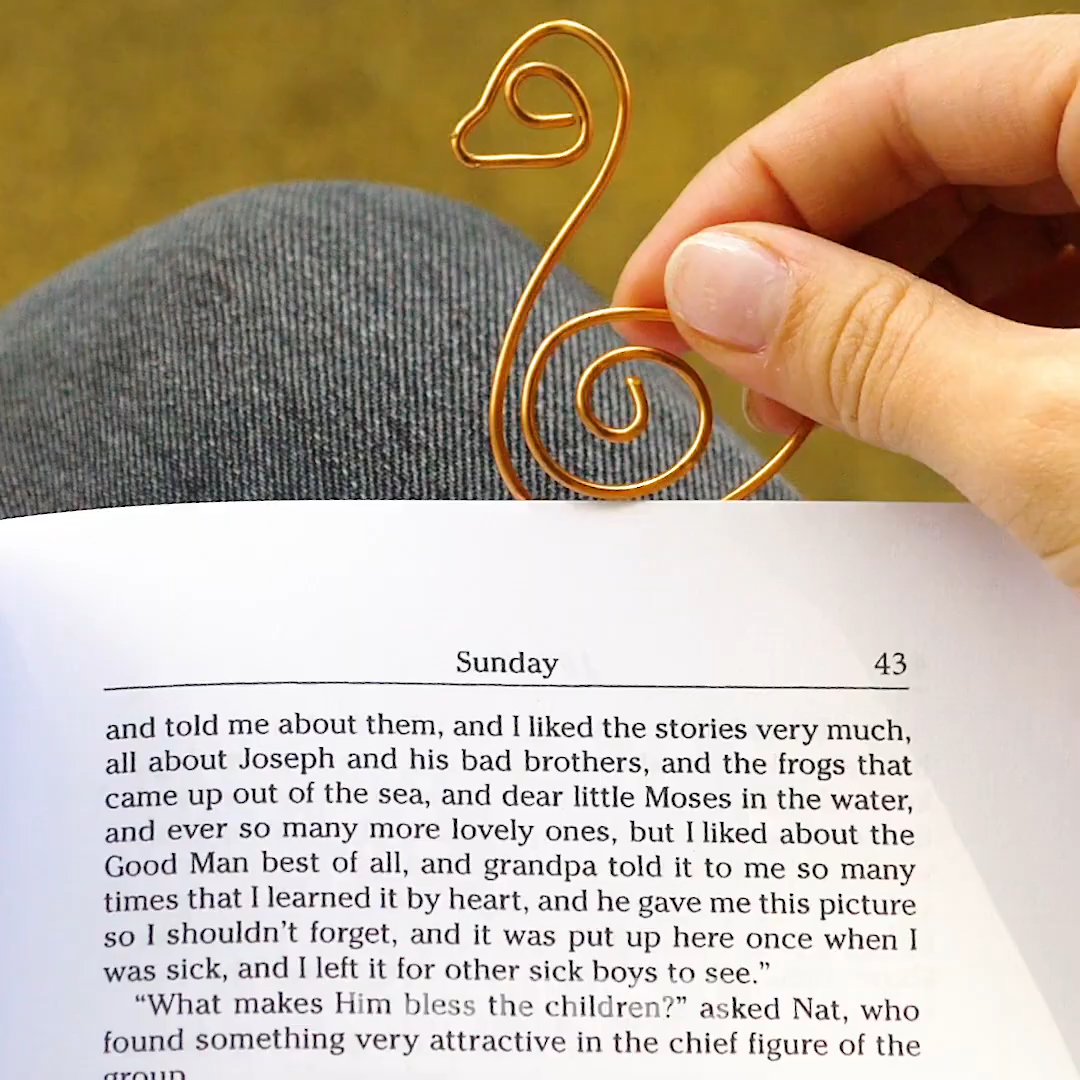 Sunday 43
and told me about them, and I liked the stories very much,
all about Joseph and his bad brothers, and the frogs that
came up out of the sea, and dear little Moses in the water,
and ever so many more lovely ones, but I liked about the
Good Man best of all, and grandpa told it to me so many
times that I learned it by heart, and he gave me this picture
so I shouldn't forget, and it was put up here once when I
was sick, and I left it for other sick boys to see."
"What makes Him bless the children?" asked Nat, who
found something very attractive in the chief figure of the
group.